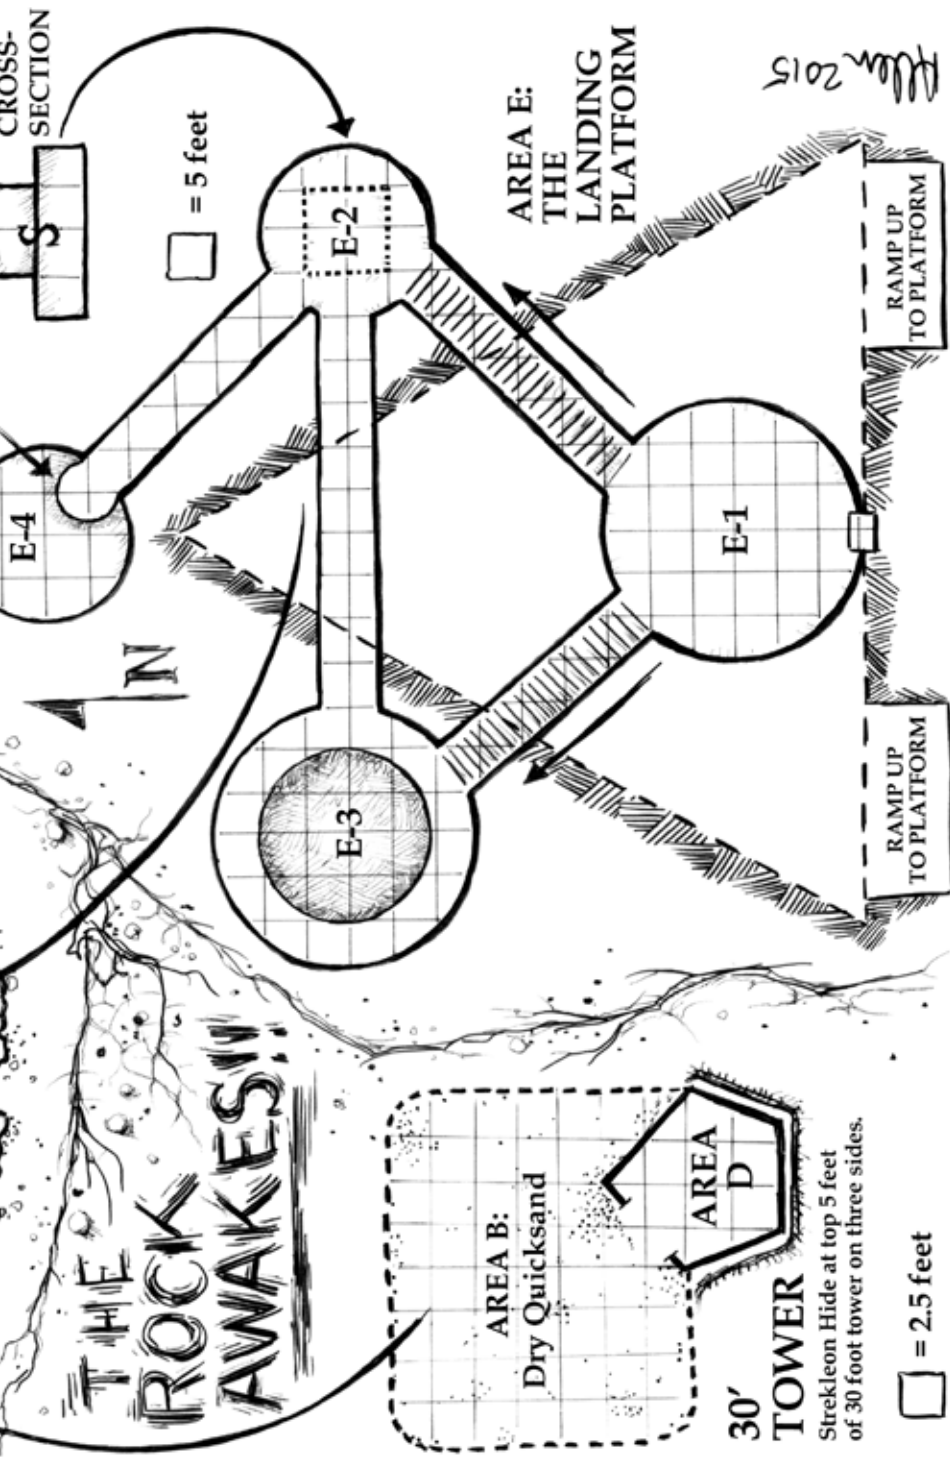 THE
ROCK
AWAKES!!
AREA B:
Dry Quicksand
AREA
D
30'
TOWER
Strekleon Hide at top 5 feet
of 30 foot tower on three sides.
= 2.5 feet
N
E-4
E-3
E-2
E-1
CROSS-
SECTION
S
= 5 feet
AREA E:
THE
LANDING
PLATFORM
RAMP UP
TO PLATFORM
RAMP UP
TO PLATFORM
2015